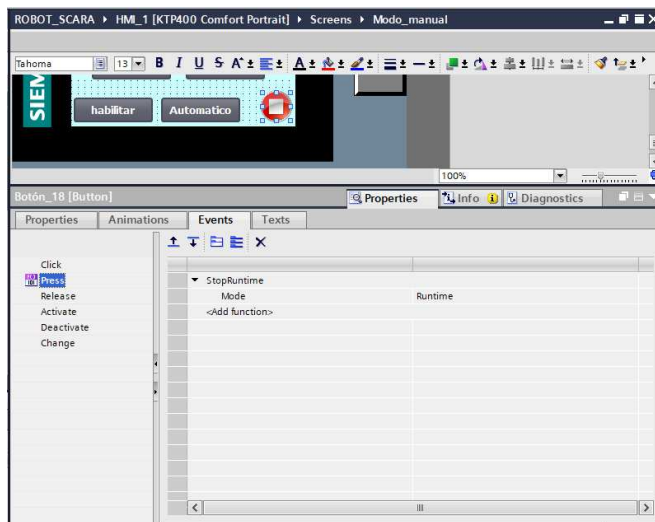 ROBOT_SCARA ▸ HMI_1 [KTP400 Comfort Portrait] ▸ Screens ▸ Modo_manual
Tahoma 13 B I U S A
SIEM
habilitar Automatico
100%
Botón_18 [Button] Properties Info Diagnostics
Properties Animations Events Texts
Click
Press
Release
Activate
Deactivate
Change
StopRuntime
Mode Runtime
<Add function>